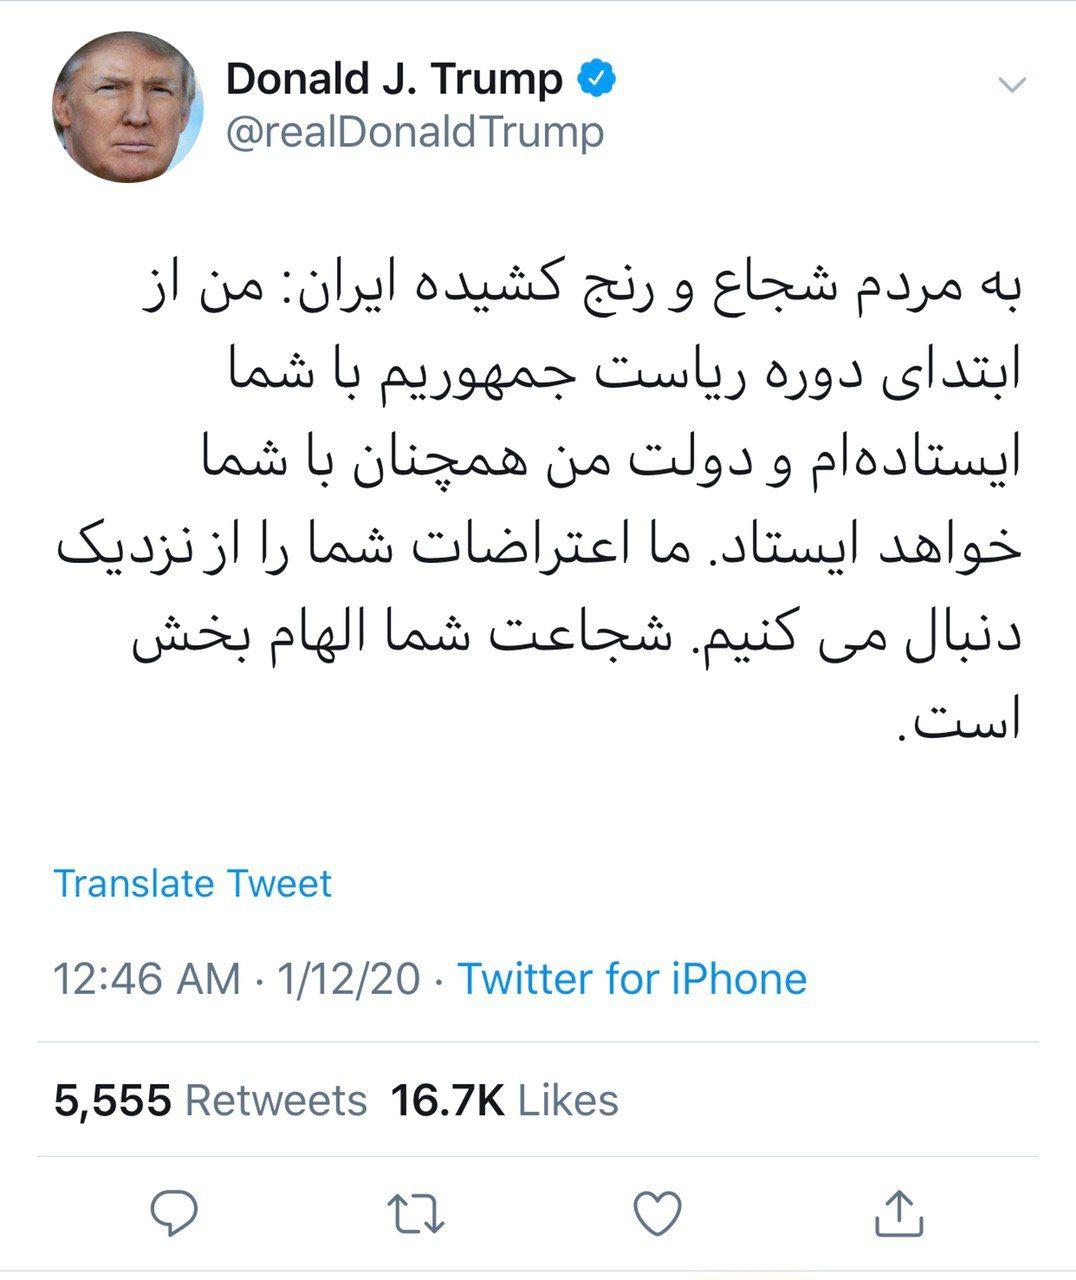 Donald J. Trump
@realDonaldTrump
به مردم شجاع و رنج کشیده ایران: من از
ابتدای دوره ریاست جمهوریم با شما
ایستاده‌ام و دولت من همچنان با شما
خواهد ایستاد. ما اعتراضات شما را از نزدیک
دنبال می کنیم. شجاعت شما الهام بخش
است.
Translate Tweet
12:46 AM · 1/12/20 · Twitter for iPhone
5,555 Retweets 16.7K Likes